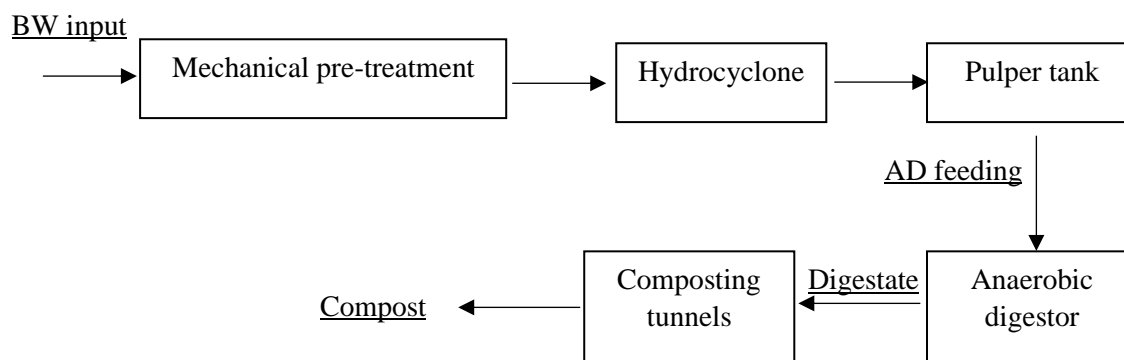 BW input
Mechanical pre-treatment
Hydrocyclone
Pulper tank
AD feeding
Anaerobic
digestor
Digestate
Composting
tunnels
Compost